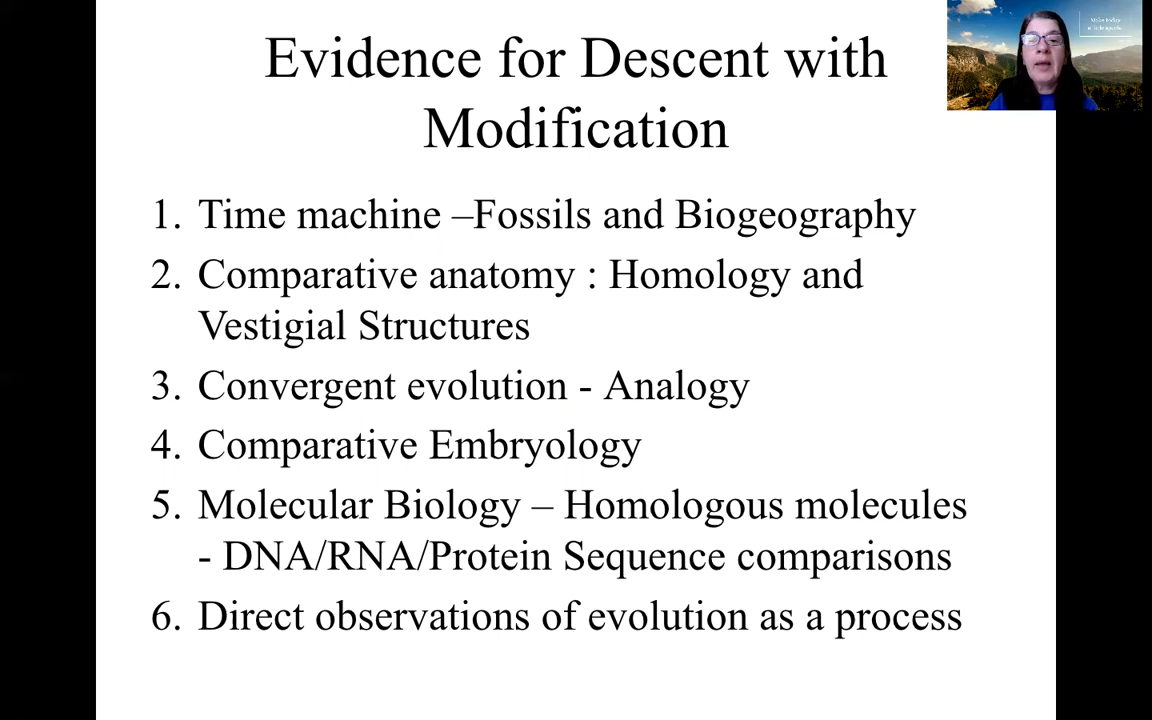 Evidence for Descent with
Modification
1. Time machine –Fossils and Biogeography
2. Comparative anatomy : Homology and
Vestigial Structures
3. Convergent evolution - Analogy
4. Comparative Embryology
5. Molecular Biology – Homologous molecules
- DNA/RNA/Protein Sequence comparisons
6. Direct observations of evolution as a process